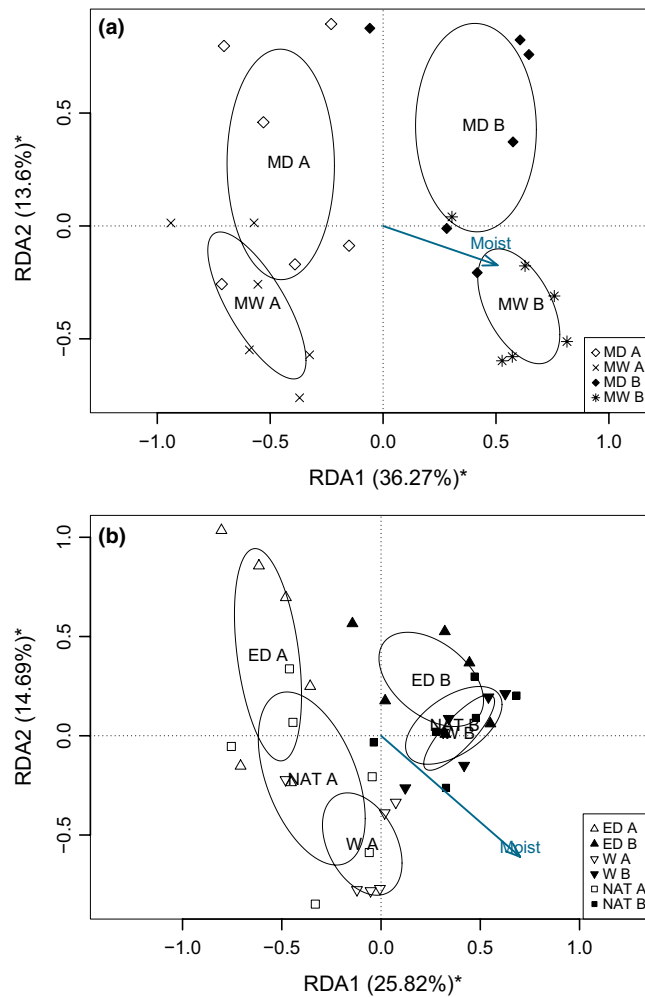 (a)
MD A
MD B
MW A
MW B
Moist
RDA2 (13.6%)*
0.5
0.0
−0.5
−1.0
−0.5
0.0
0.5
1.0
RDA1 (36.27%)*
MD A
MW A
MD B
MW B
(b)
ED A
ED B
NAT B
W B
NAT A
W A
Moist
RDA2 (14.69%)*
1.0
0.5
0.0
−0.5
−1.0
−0.5
0.0
0.5
1.0
RDA1 (25.82%)*
ED A
ED B
W A
W B
NAT A
NAT B